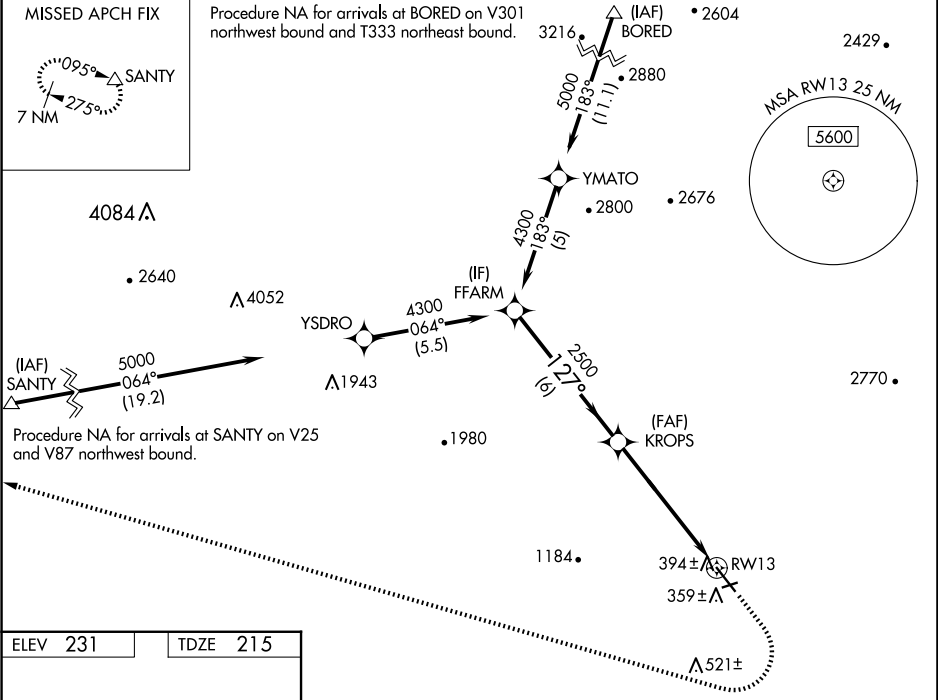 MISSED APCH FIX
095°
SANTY
275°
7 NM
Procedure NA for arrivals at BORED on V301
northwest bound and T333 northeast bound.
(IAF)
BORED
2604
3216
2429
2880
5000
183°
(11.1)
MSA RW13 25 NM
5600
YMATO
2800
2676
4084
4300
183°
(5)
2640
4052
(IF)
FFARM
YSDRO
4300
064°
(5.5)
(IAF)
SANTY
5000
064°
(19.2)
1943
2500
127°
(6)
2770
(FAF)
KROPS
Procedure NA for arrivals at SANTY on V25
and V87 northwest bound.
1980
1184
394±
RW13
359±
521±
ELEV 231
TDZE 215